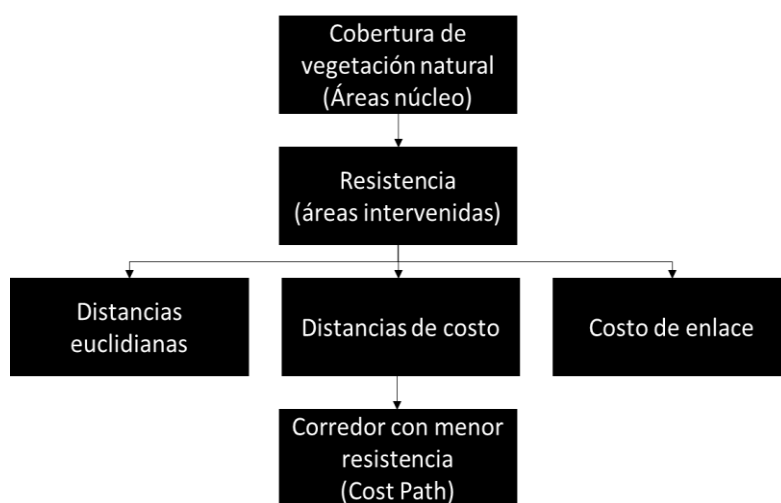 Cobertura de
vegetación natural
(Áreas núcleo)
Resistencia
(áreas intervenidas)
Distancias
euclidianas
Distancias de costo
Costo de enlace
Corredor con menor
resistencia
(Cost Path)